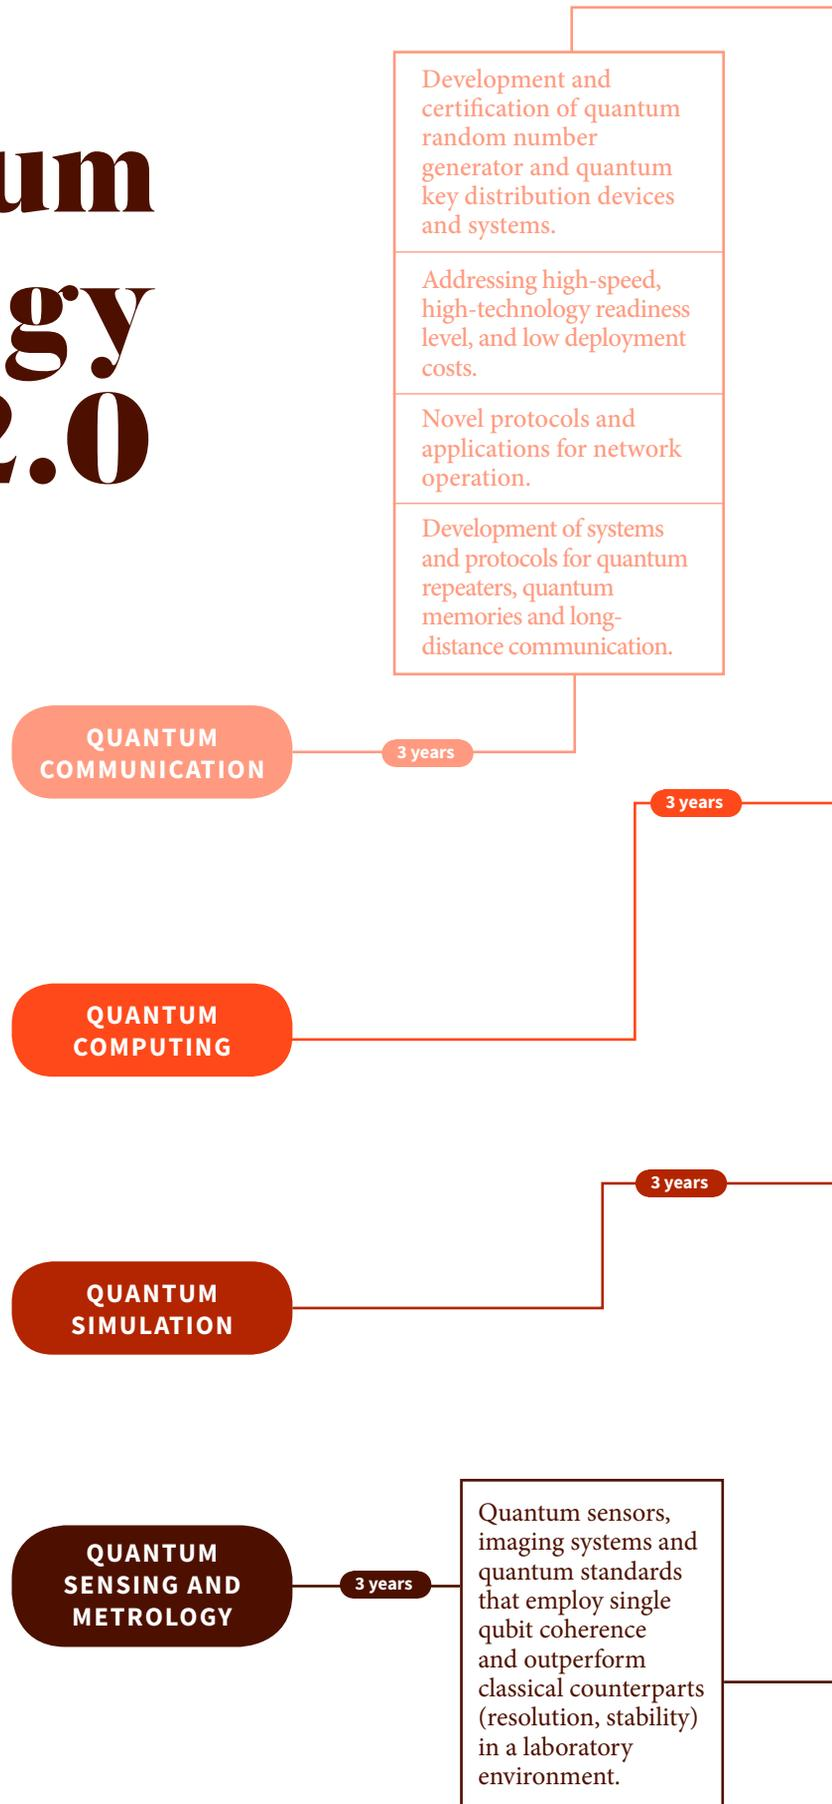 um
gy
2.0
Development and
certification of quantum
random number
generator and quantum
key distribution devices
and systems.
Addressing high-speed,
high-technology readiness
level, and low deployment
costs.
Novel protocols and
applications for network
operation.
Development of systems
and protocols for quantum
repeaters, quantum
memories and long-
distance communication.
QUANTUM
COMMUNICATION
3 years
3 years
QUANTUM
COMPUTING
3 years
QUANTUM
SIMULATION
QUANTUM
SENSING AND
METROLOGY
3 years
Quantum sensors,
imaging systems and
quantum standards
that employ single
qubit coherence
and outperform
classical counterparts
(resolution, stability)
in a laboratory
environment.